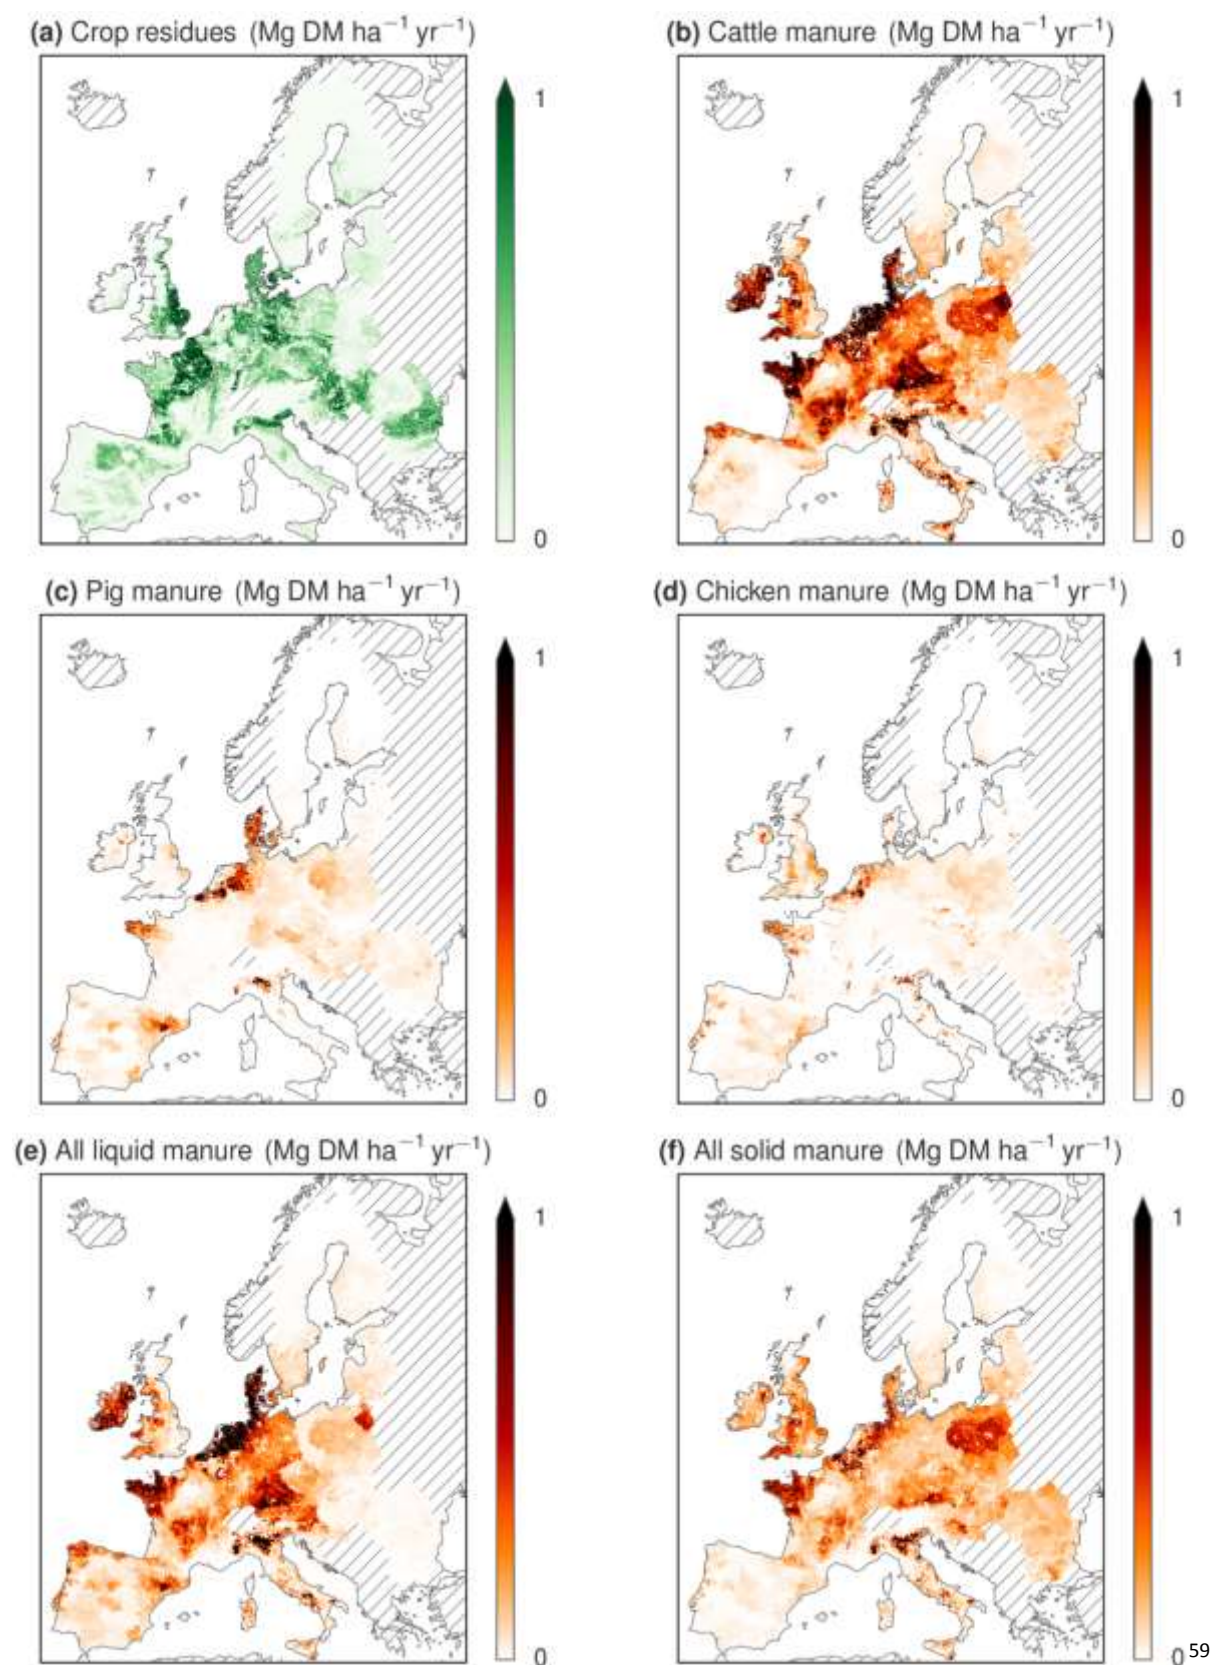 (a) Crop residues (Mg DM ha⁻¹ yr⁻¹)
1
0
(b) Cattle manure (Mg DM ha⁻¹ yr⁻¹)
1
0
(c) Pig manure (Mg DM ha⁻¹ yr⁻¹)
1
0
(d) Chicken manure (Mg DM ha⁻¹ yr⁻¹)
1
0
(e) All liquid manure (Mg DM ha⁻¹ yr⁻¹)
1
0
(f) All solid manure (Mg DM ha⁻¹ yr⁻¹)
1
0
59